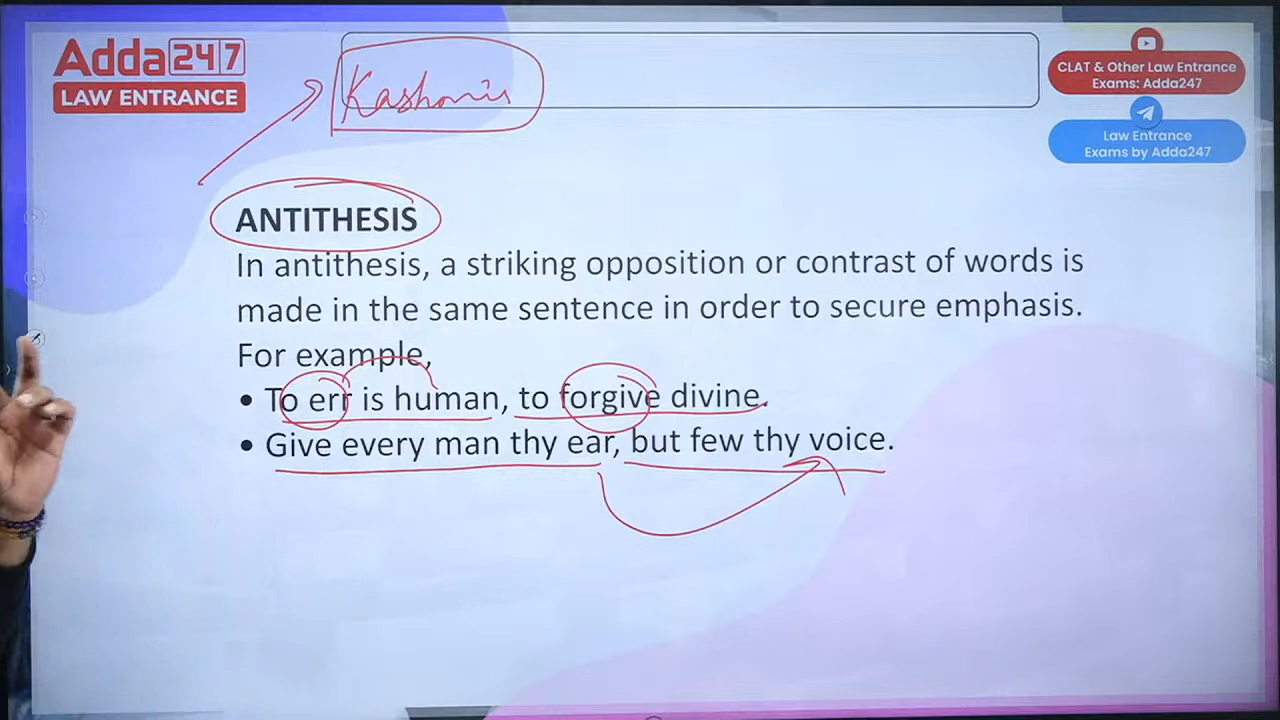 Adda247
LAW ENTRANCE
CLAT & Other Law Entrance
Exams: Adda247
Law Entrance
Exams by Adda247
ANTITHESIS
In antithesis, a striking opposition or contrast of words is
made in the same sentence in order to secure emphasis.
For example,
• To err is human, to forgive divine.
• Give every man thy ear, but few thy voice.